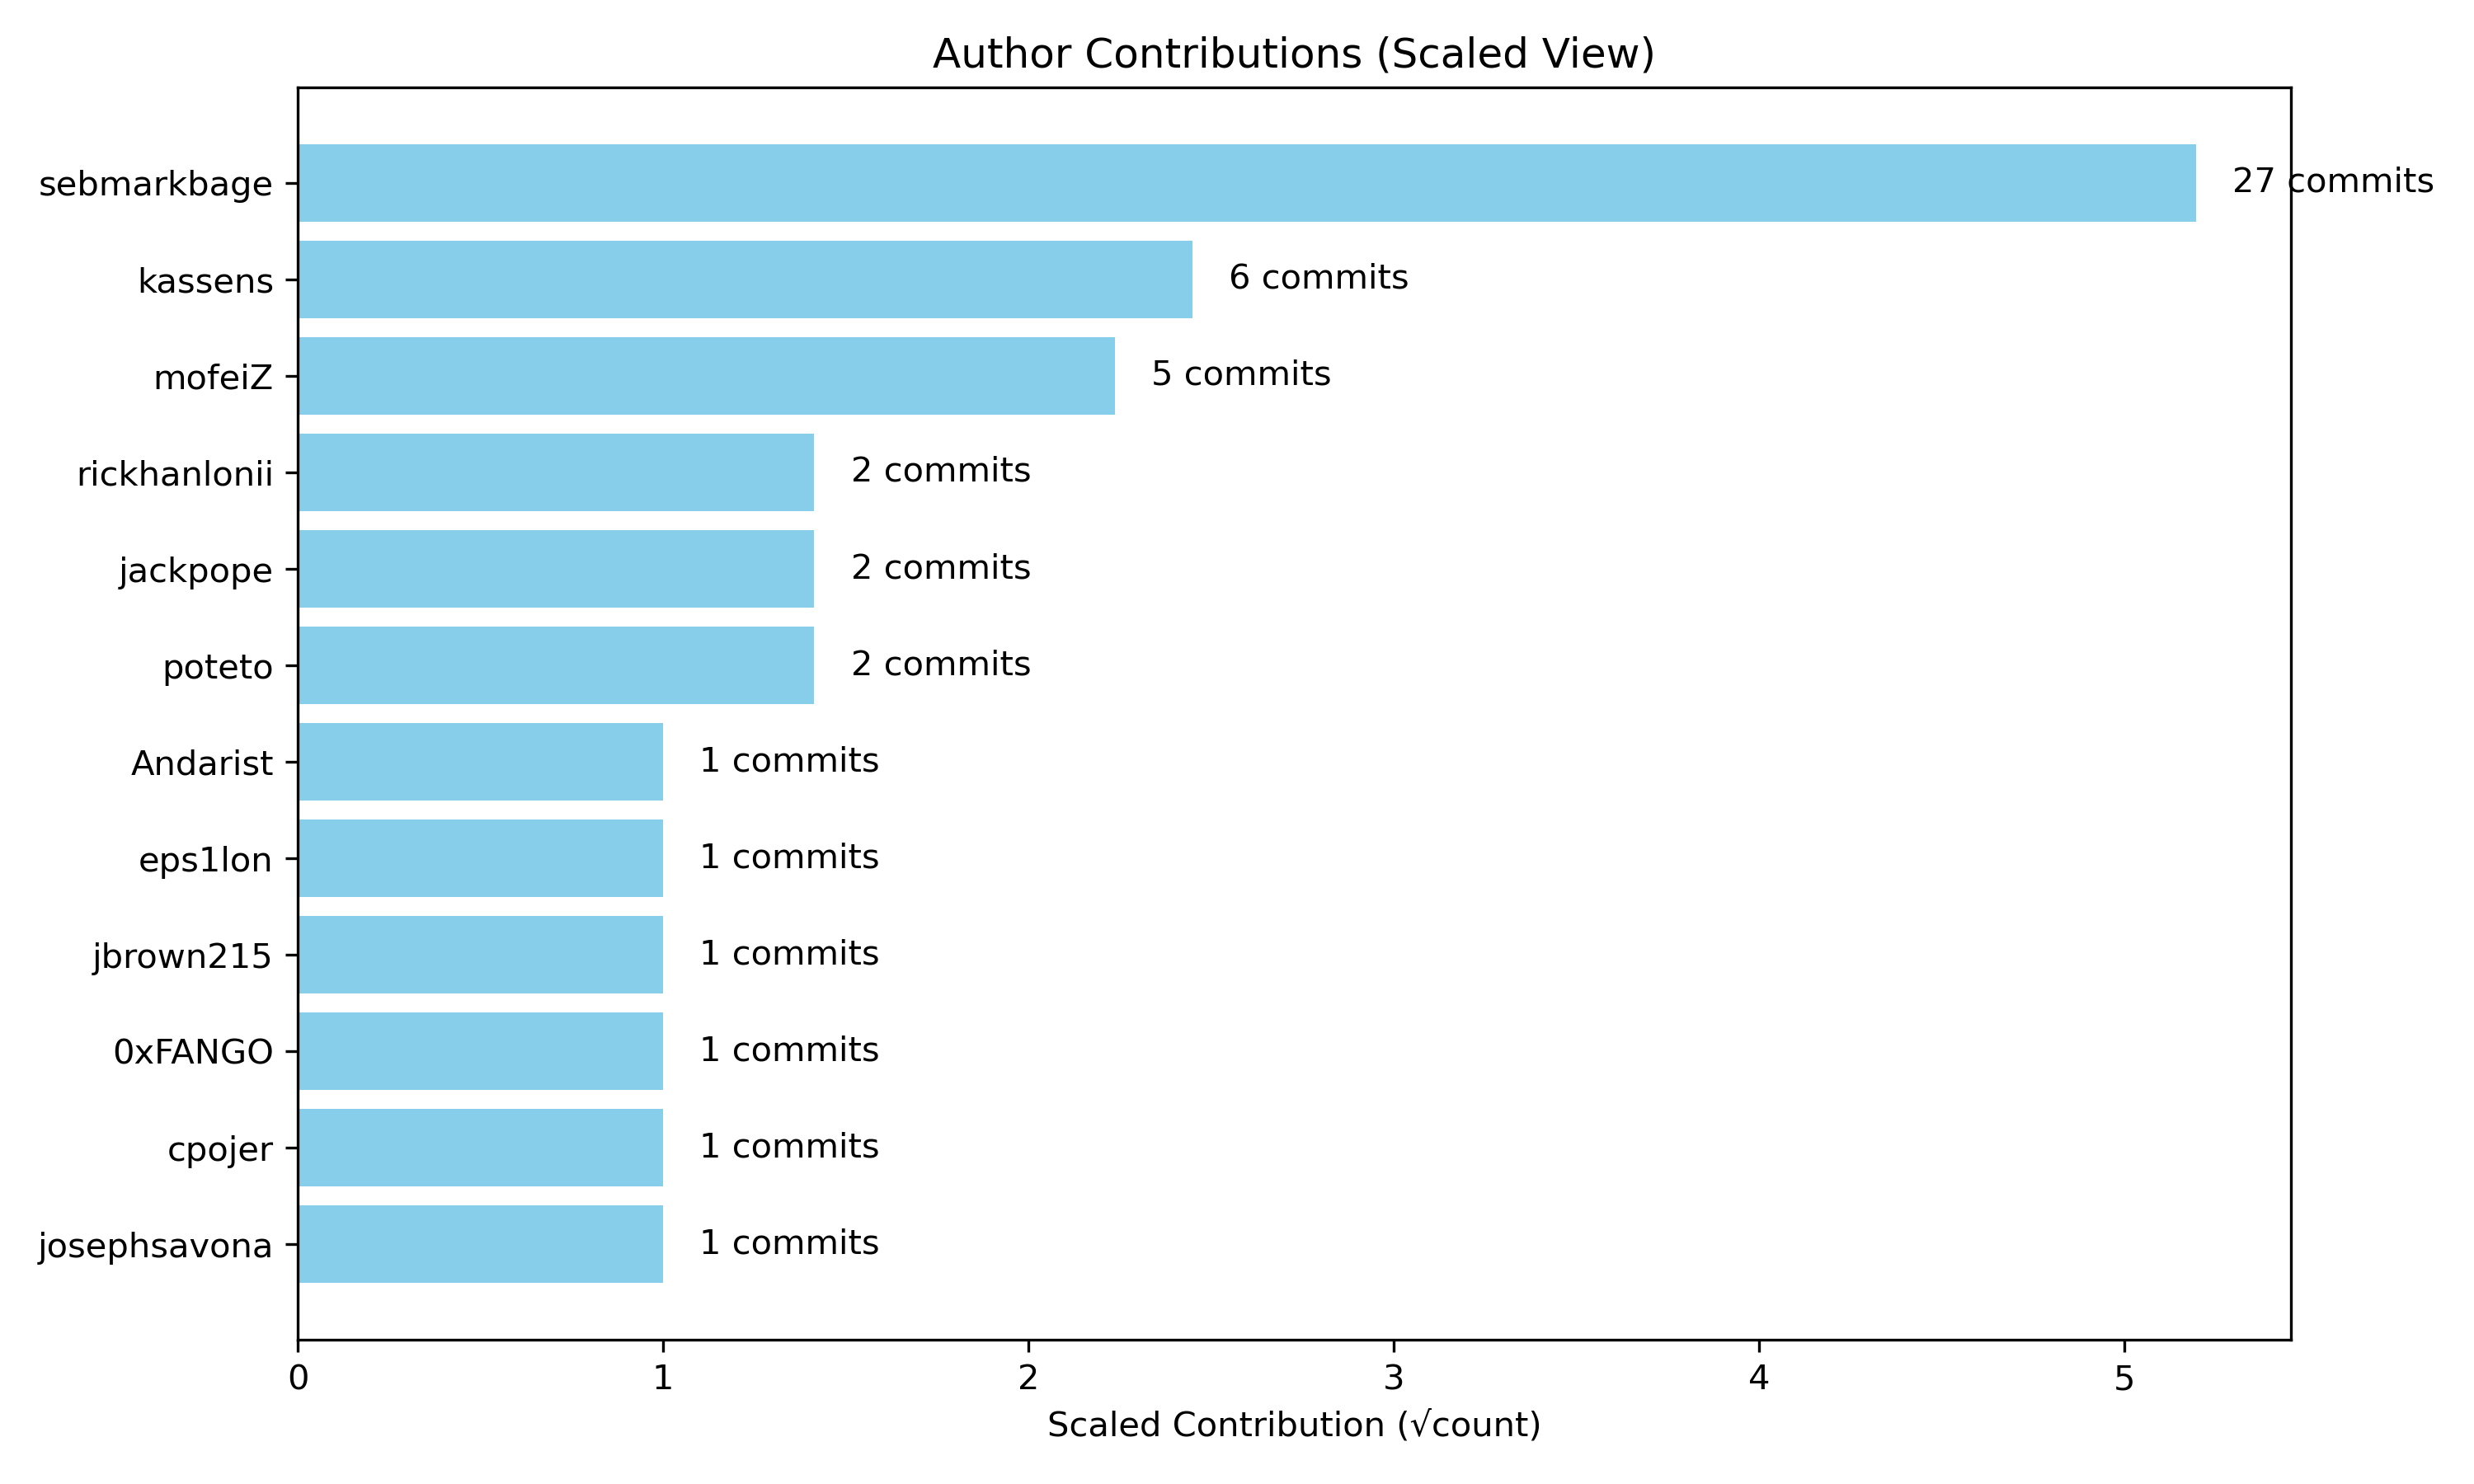 Author Contributions (Scaled View)
sebmarkbage 27 commits
kassens 6 commits
mofeiZ 5 commits
rickhanlonii 2 commits
jackpope 2 commits
poteto 2 commits
Andarist 1 commits
eps1lon 1 commits
jbrown215 1 commits
0xFANGO 1 commits
cpojer 1 commits
josephsavona 1 commits
0 1 2 3 4 5
Scaled Contribution (√count)